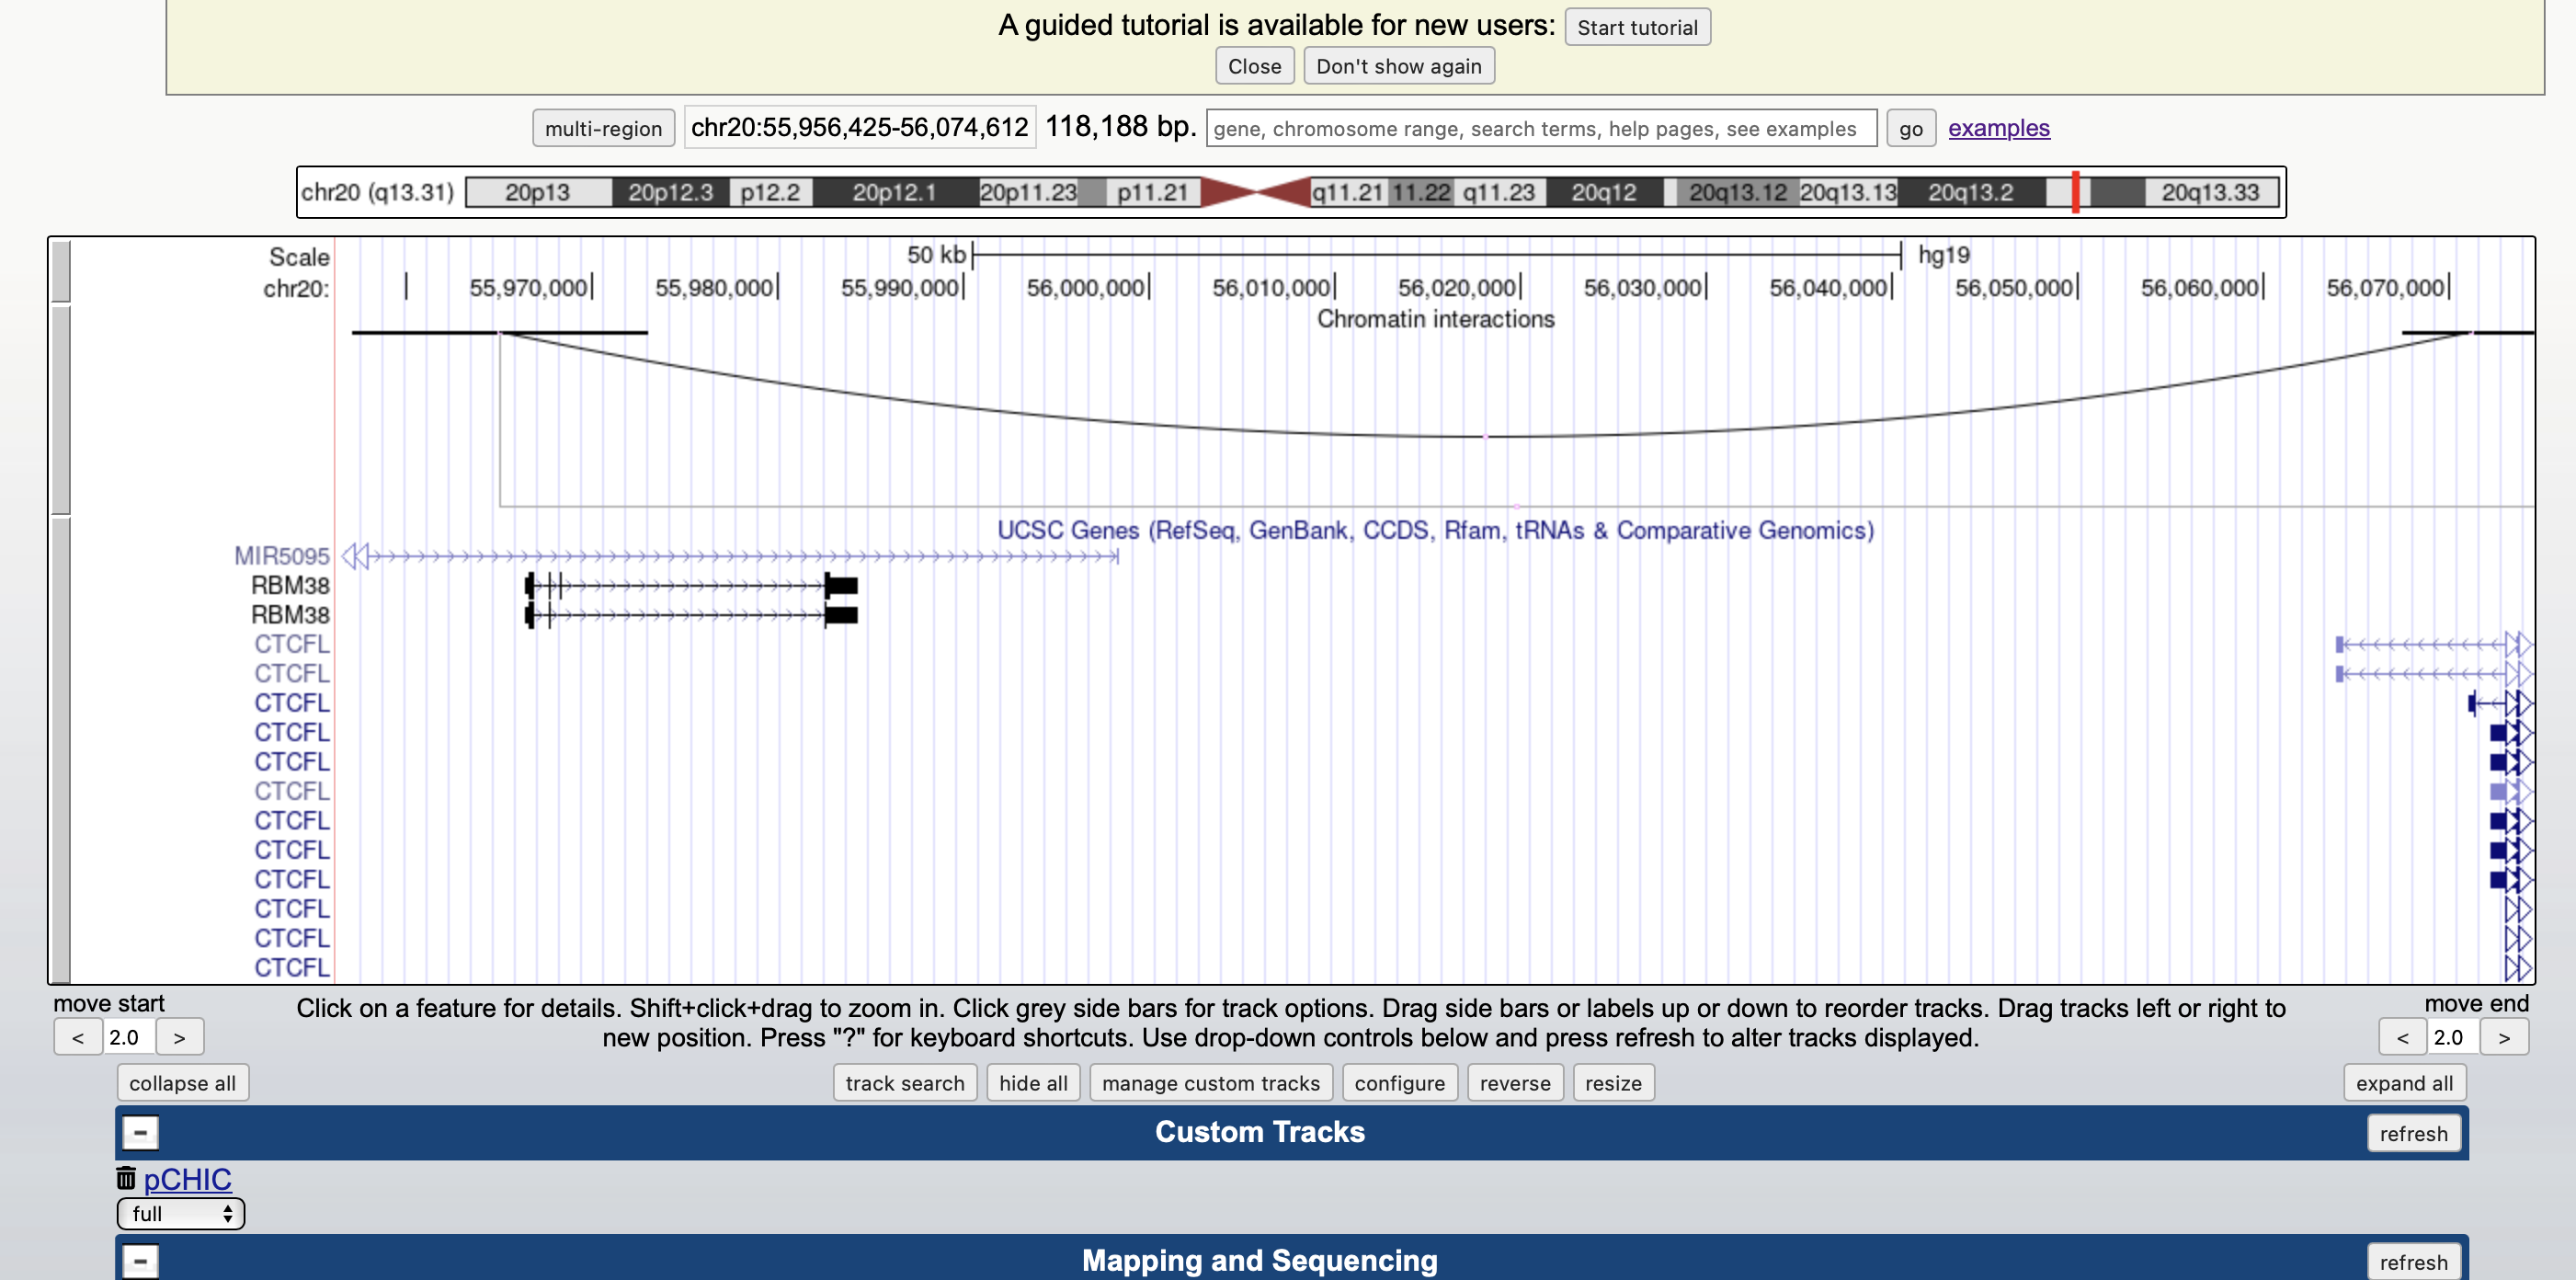 A guided tutorial is available for new users: Start tutorial
Close Don't show again
multi-region chr20:55,956,425-56,074,612 118,188 bp. gene, chromosome range, search terms, help pages, see examples go examples
chr20 (q13.31) 20p13 20p12.3 p12.2 20p12.1 20p11.23 p11.21 q11.21 11.22 q11.23 20q12 20q13.12 20q13.13 20q13.2 20q13.33
Scale 50 kb hg19
chr20: 55,970,000 55,980,000 55,990,000 56,000,000 56,010,000 56,020,000 56,030,000 56,040,000 56,050,000 56,060,000 56,070,000
Chromatin interactions
UCSC Genes (RefSeq, GenBank, CCDS, Rfam, tRNAs & Comparative Genomics)
MIR5095
RBM38
RBM38
CTCFL
CTCFL
CTCFL
CTCFL
CTCFL
CTCFL
CTCFL
CTCFL
CTCFL
CTCFL
CTCFL
CTCFL
move start Click on a feature for details. Shift+click+drag to zoom in. Click grey side bars for track options. Drag side bars or labels up or down to reorder tracks. Drag tracks left or right to move end
< 2.0 > new position. Press "?" for keyboard shortcuts. Use drop-down controls below and press refresh to alter tracks displayed. < 2.0 >
collapse all track search hide all manage custom tracks configure reverse resize expand all
- Custom Tracks refresh
pCHIC
full
- Mapping and Sequencing refresh